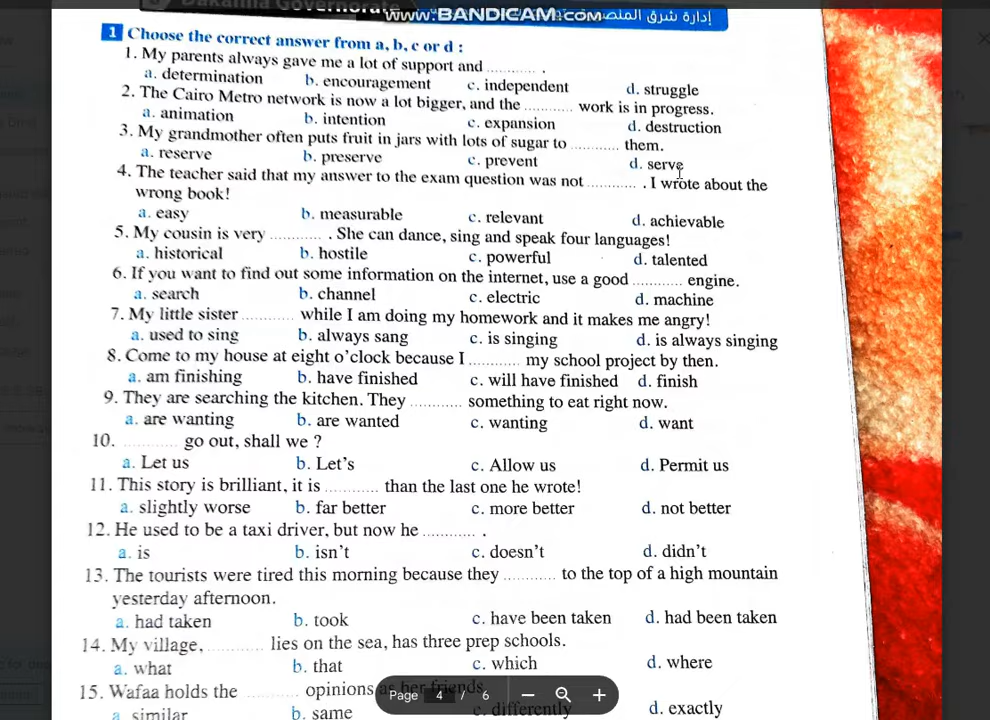 Dakahlia Governorate
www.BANDICAM.com
إدارة شرق
1 Choose the correct answer from a, b, c or d :
1. My parents always gave me a lot of support and ............ .
a. determination b. encouragement c. independent d. struggle
2. The Cairo Metro network is now a lot bigger, and the ............ work is in progress.
a. animation b. intention c. expansion d. destruction
3. My grandmother often puts fruit in jars with lots of sugar to ............ them.
a. reserve b. preserve c. prevent d. serve
4. The teacher said that my answer to the exam question was not ............ . I wrote about the
wrong book!
a. easy b. measurable c. relevant d. achievable
5. My cousin is very ............ . She can dance, sing and speak four languages!
a. historical b. hostile c. powerful d. talented
6. If you want to find out some information on the internet, use a good ............ engine.
a. search b. channel c. electric d. machine
7. My little sister ............ while I am doing my homework and it makes me angry!
a. used to sing b. always sang c. is singing d. is always singing
8. Come to my house at eight o'clock because I ............ my school project by then.
a. am finishing b. have finished c. will have finished d. finish
9. They are searching the kitchen. They ............ something to eat right now.
a. are wanting b. are wanted c. wanting d. want
10. ............ go out, shall we ?
a. Let us b. Let's c. Allow us d. Permit us
11. This story is brilliant, it is ............ than the last one he wrote!
a. slightly worse b. far better c. more better d. not better
12. He used to be a taxi driver, but now he ............ .
a. is b. isn't c. doesn't d. didn't
13. The tourists were tired this morning because they ............ to the top of a high mountain
yesterday afternoon.
a. had taken b. took c. have been taken d. had been taken
14. My village, ............ lies on the sea, has three prep schools.
a. what b. that c. which d. where
15. Wafaa holds the ............ opinions as her friends.
Page 4 / 6
a. similar b. same c. differently d. exactly